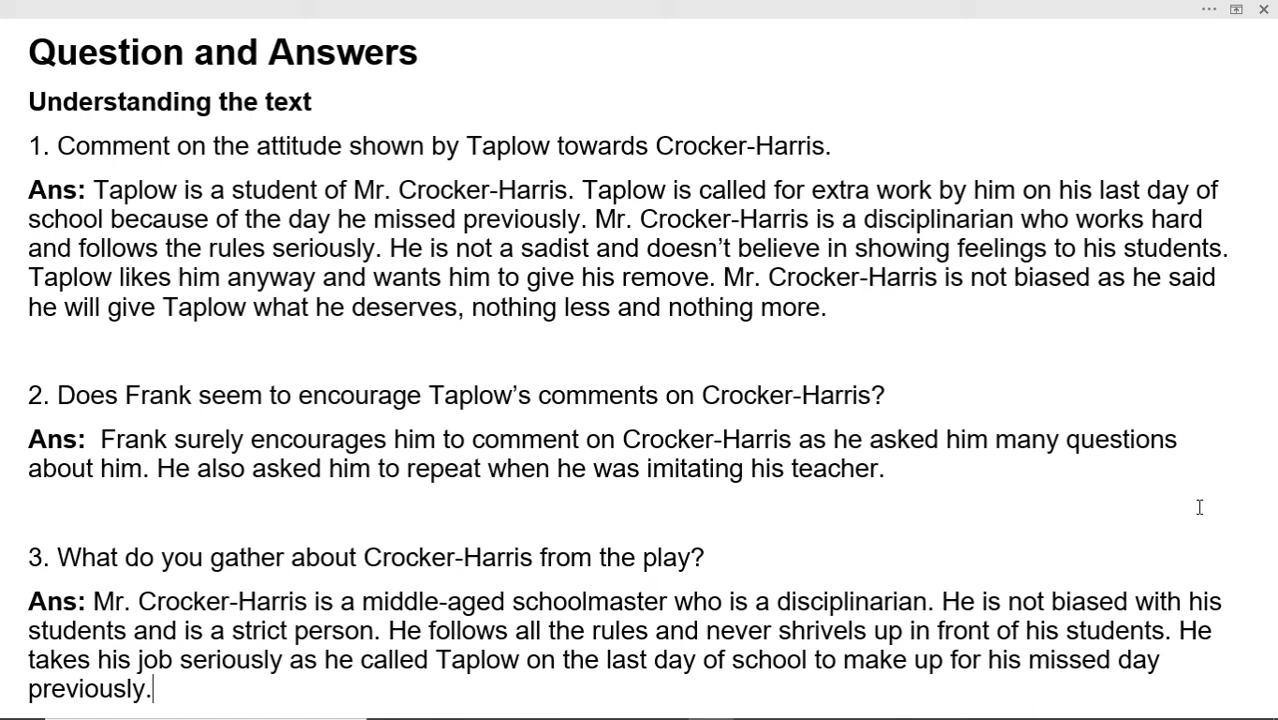 Question and Answers
Understanding the text
1. Comment on the attitude shown by Taplow towards Crocker-Harris.
Ans: Taplow is a student of Mr. Crocker-Harris. Taplow is called for extra work by him on his last day of
school because of the day he missed previously. Mr. Crocker-Harris is a disciplinarian who works hard
and follows the rules seriously. He is not a sadist and doesn’t believe in showing feelings to his students.
Taplow likes him anyway and wants him to give his remove. Mr. Crocker-Harris is not biased as he said
he will give Taplow what he deserves, nothing less and nothing more.
2. Does Frank seem to encourage Taplow’s comments on Crocker-Harris?
Ans:  Frank surely encourages him to comment on Crocker-Harris as he asked him many questions
about him. He also asked him to repeat when he was imitating his teacher.
3. What do you gather about Crocker-Harris from the play?
Ans: Mr. Crocker-Harris is a middle-aged schoolmaster who is a disciplinarian. He is not biased with his
students and is a strict person. He follows all the rules and never shrivels up in front of his students. He
takes his job seriously as he called Taplow on the last day of school to make up for his missed day
previously.